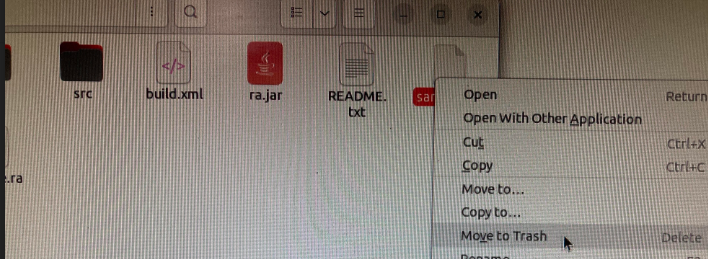 src
build.xml
ra.jar
README.
txt
Open
Return
Open With Other Application
Cut
Ctrl+X
Copy
Ctrl+C
Move to...
Copy to...
Move to Trash
Delete